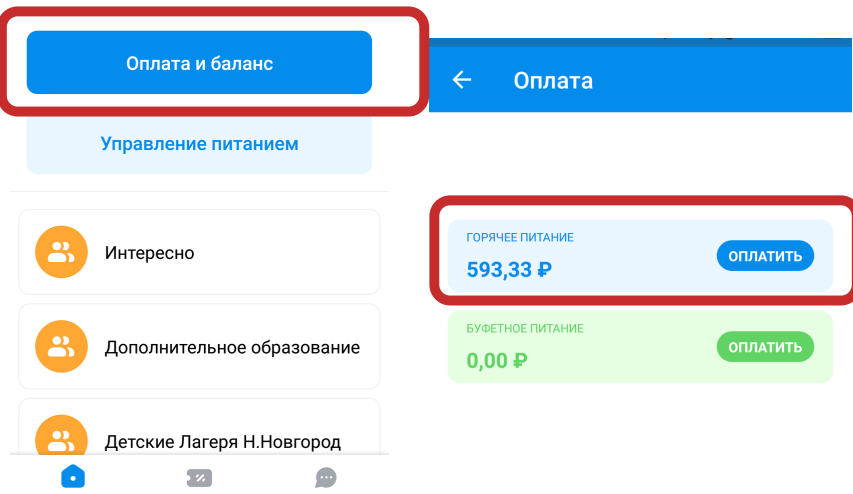 Оплата и баланс
Управление питанием
Интересно
Дополнительное образование
Детские Лагеря Н.Новгород
Оплата
ГОРЯЧЕЕ ПИТАНИЕ
593,33 ₽
ОПЛАТИТЬ
БУФЕТНОЕ ПИТАНИЕ
0,00 ₽
ОПЛАТИТЬ